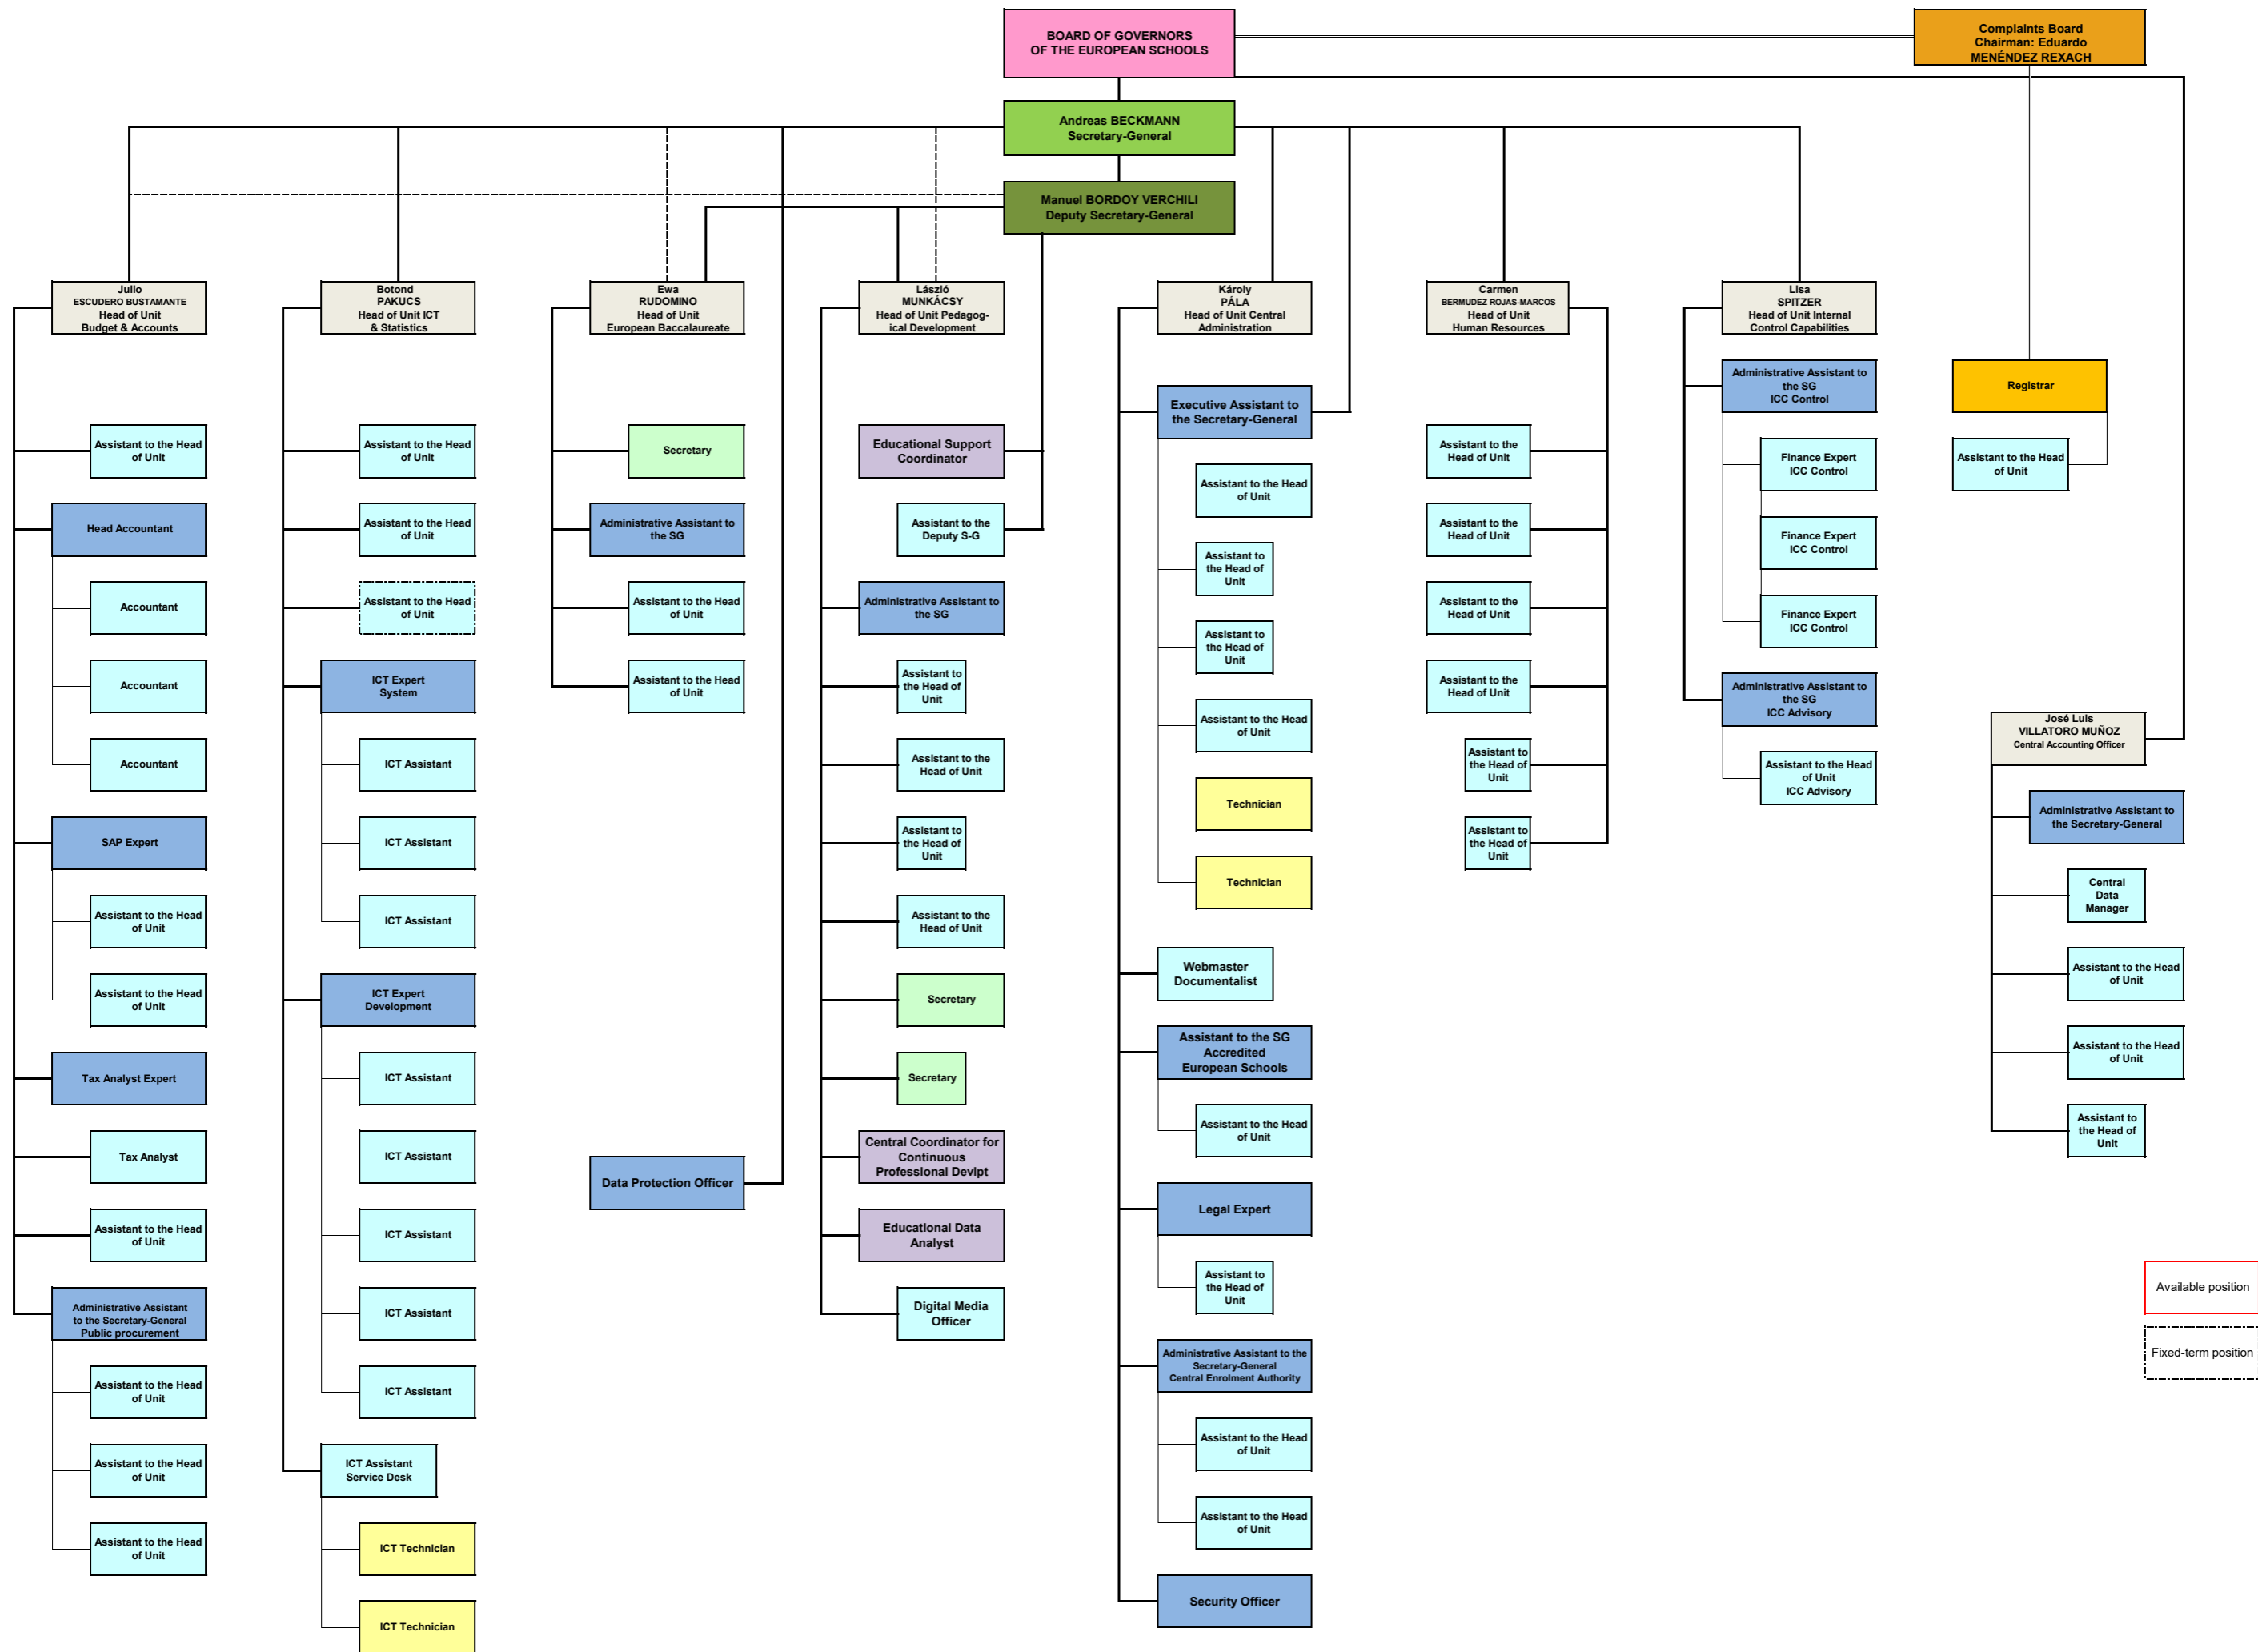 BOARD OF GOVERNORS
OF THE EUROPEAN SCHOOLS
Complaints Board
Chairman: Eduardo
MENÉNDEZ REXACH
Andreas BECKMANN
Secretary-General
Manuel BORDOY VERCHILI
Deputy Secretary-General
Julio
ESCUDERO BUSTAMANTE
Head of Unit
Budget & Accounts
Assistant to the Head
of Unit
Head Accountant
Accountant
Accountant
Accountant
SAP Expert
Assistant to the Head
of Unit
Assistant to the Head
of Unit
Tax Analyst Expert
Tax Analyst
Assistant to the Head
of Unit
Administrative Assistant
to the Secretary-General
Public procurement
Assistant to the Head
of Unit
Assistant to the Head
of Unit
Assistant to the Head
of Unit
Botond
PAKUCS
Head of Unit ICT
& Statistics
Assistant to the Head
of Unit
Assistant to the Head
of Unit
Assistant to the Head
of Unit
ICT Expert
System
ICT Assistant
ICT Assistant
ICT Assistant
ICT Expert
Development
ICT Assistant
ICT Assistant
ICT Assistant
ICT Assistant
ICT Assistant
ICT Assistant
Service Desk
ICT Technician
ICT Technician
Ewa
RUDOMINO
Head of Unit
European Baccalaureate
Secretary
Administrative Assistant to
the SG
Assistant to the Head
of Unit
Assistant to the Head
of Unit
Data Protection Officer
László
MUNKÁCSY
Head of Unit Pedagog-
ical Development
Educational Support
Coordinator
Assistant to the
Deputy S-G
Administrative Assistant to
the SG
Assistant to
the Head of
Unit
Assistant to the
Head of Unit
Assistant to
the Head of
Unit
Assistant to the
Head of Unit
Secretary
Secretary
Central Coordinator for
Continuous
Professional Devlpt
Educational Data
Analyst
Digital Media
Officer
Károly
PÁLA
Head of Unit Central
Administration
Executive Assistant to
the Secretary-General
Assistant to the Head
of Unit
Assistant to
the Head of
Unit
Assistant to
the Head of
Unit
Assistant to the Head
of Unit
Technician
Technician
Webmaster
Documentalist
Assistant to the SG
Accredited
European Schools
Assistant to the Head
of Unit
Legal Expert
Assistant to
the Head of
Unit
Administrative Assistant to the
Secretary-General
Central Enrolment Authority
Assistant to the Head
of Unit
Assistant to the Head
of Unit
Security Officer
Carmen
BERMUDEZ ROJAS-MARCOS
Head of Unit
Human Resources
Assistant to the
Head of Unit
Assistant to the
Head of Unit
Assistant to the
Head of Unit
Assistant to the
Head of Unit
Assistant to
the Head of
Unit
Assistant to
the Head of
Unit
Lisa
SPITZER
Head of Unit Internal
Control Capabilities
Administrative Assistant to
the SG
ICC Control
Finance Expert
ICC Control
Finance Expert
ICC Control
Finance Expert
ICC Control
Administrative Assistant to
the SG
ICC Advisory
Assistant to the Head
of Unit
ICC Advisory
Registrar
Assistant to the Head
of Unit
José Luis
VILLATORO MUÑOZ
Central Accounting Officer
Administrative Assistant to
the Secretary-General
Central
Data
Manager
Assistant to the Head
of Unit
Assistant to the Head
of Unit
Assistant to
the Head of
Unit
Available position
Fixed-term position